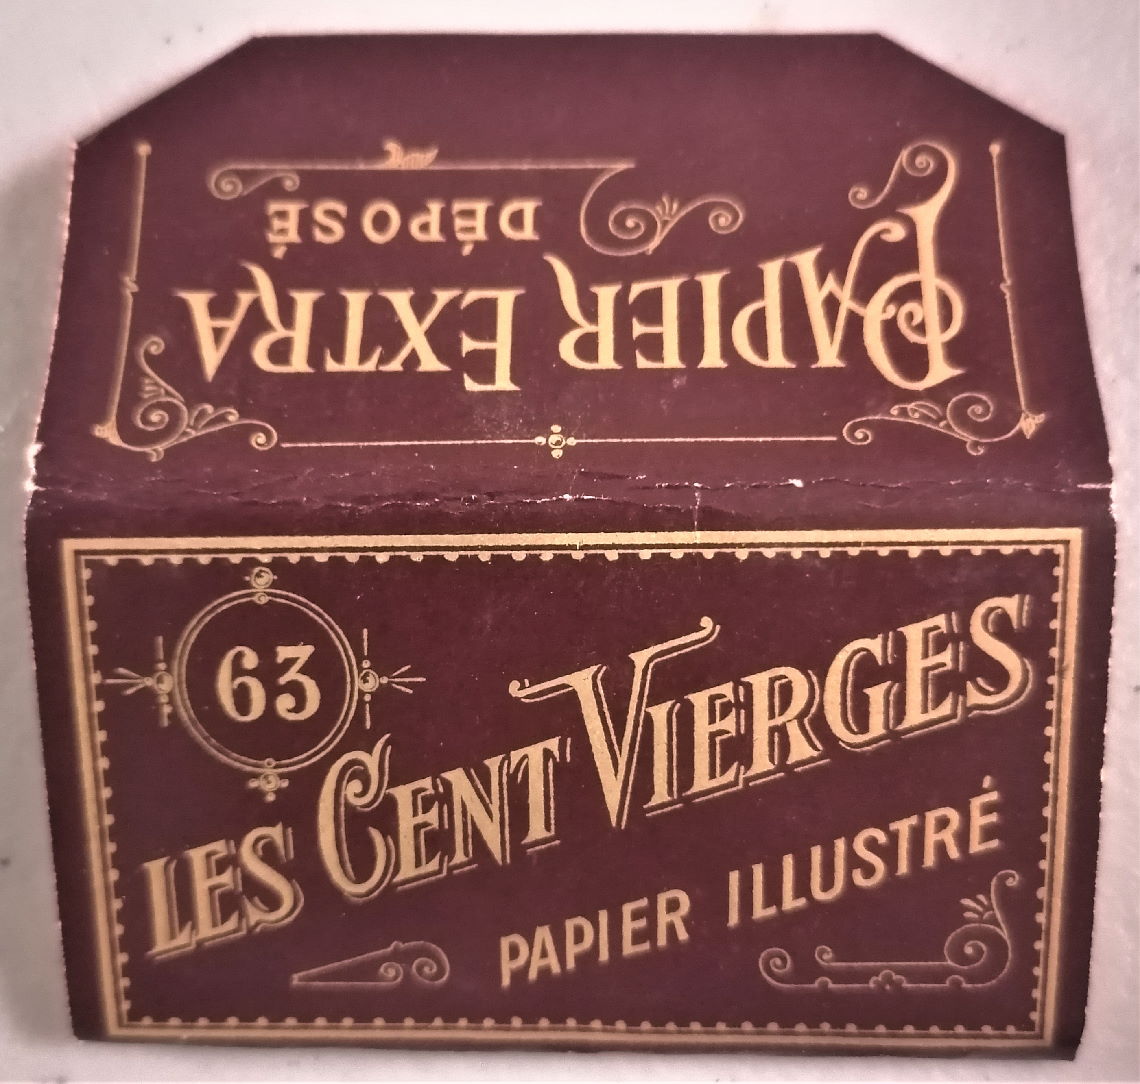 PAPIER EXTRA
DÉPOSÉ
63
LES CENT VIERGES
PAPIER ILLUSTRÉ